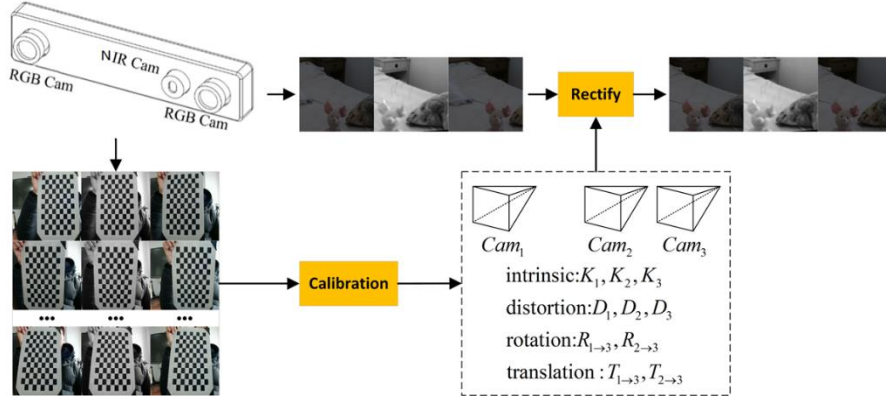 NIR Cam
RGB Cam
RGB Cam
Rectify
Cam₁
Cam₂
Cam₃
Calibration
intrinsic:K₁, K₂, K₃
distortion:D₁, D₂, D₃
rotation:R₁→₃, R₂→₃
translation : T₁→₃, T₂→₃
•••
•••
•••